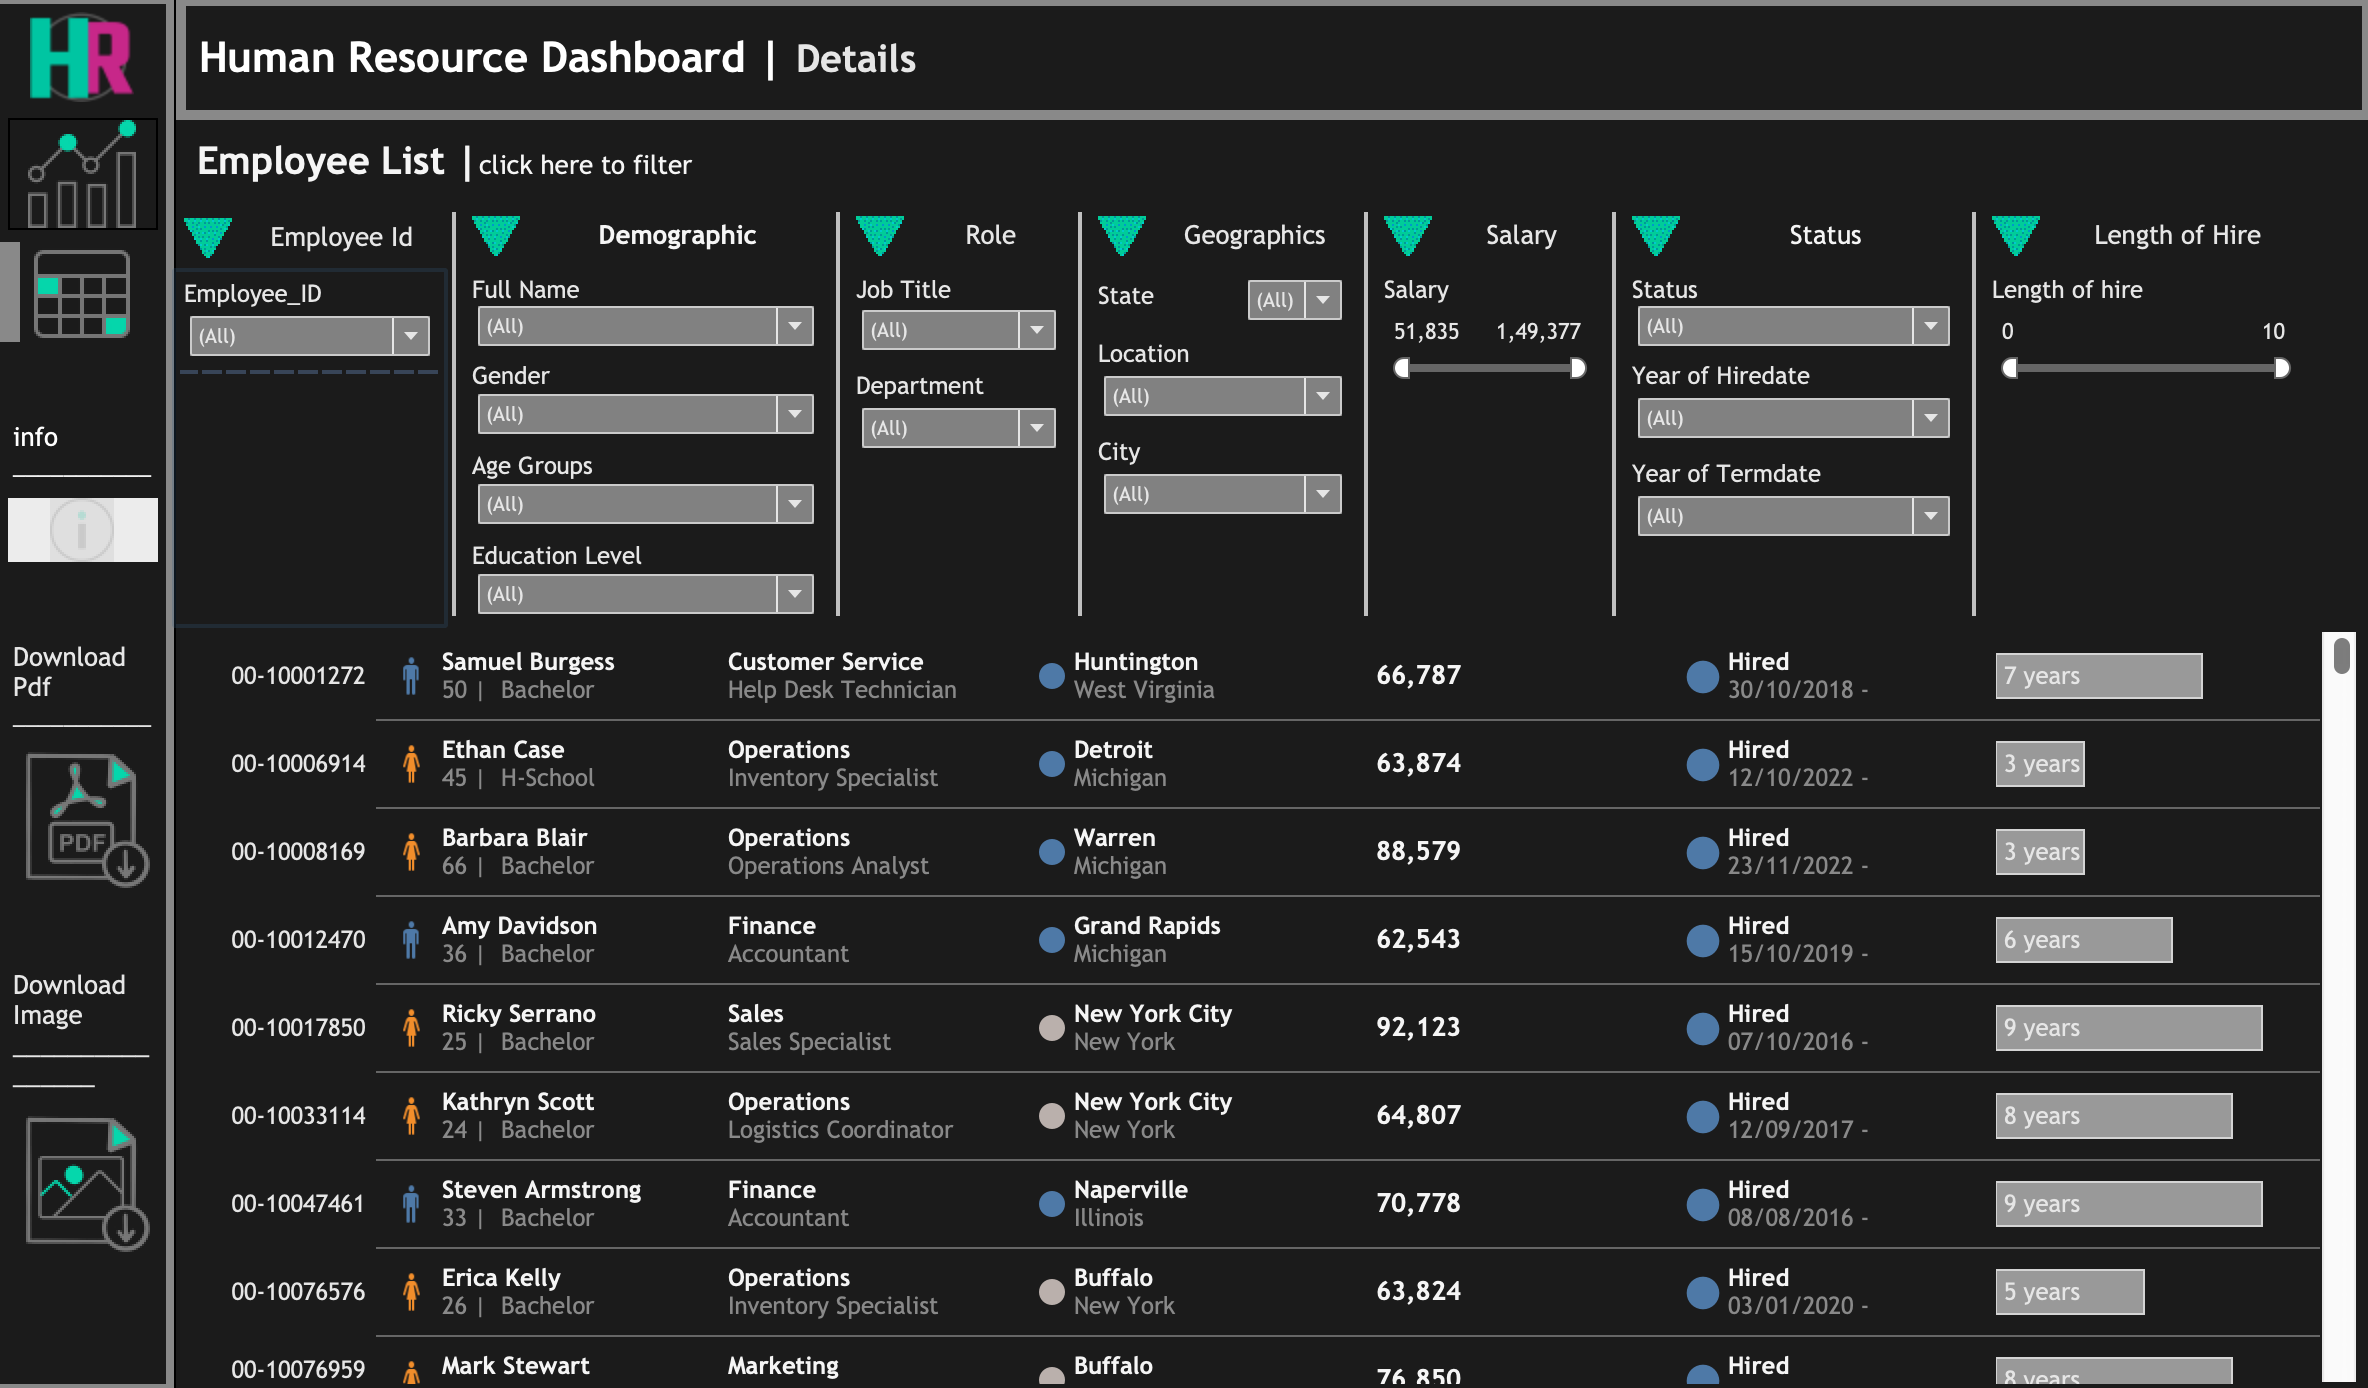 HR
Human Resource Dashboard | Details
Employee List | click here to filter
Employee Id
Demographic
Role
Geographics
Salary
Status
Length of Hire
Employee_ID
(All)
Full Name
(All)
Gender
(All)
Age Groups
(All)
Education Level
(All)
Job Title
(All)
Department
(All)
State
(All)
Location
(All)
City
(All)
Salary
51,835 1,49,377
Status
(All)
Year of Hiredate
(All)
Year of Termdate
(All)
Length of hire
0 10
info
i
Download
Pdf
PDF
Download
Image
00-10001272
Samuel Burgess
50 | Bachelor
Customer Service
Help Desk Technician
Huntington
West Virginia
66,787
Hired
30/10/2018 -
7 years
00-10006914
Ethan Case
45 | H-School
Operations
Inventory Specialist
Detroit
Michigan
63,874
Hired
12/10/2022 -
3 years
00-10008169
Barbara Blair
66 | Bachelor
Operations
Operations Analyst
Warren
Michigan
88,579
Hired
23/11/2022 -
3 years
00-10012470
Amy Davidson
36 | Bachelor
Finance
Accountant
Grand Rapids
Michigan
62,543
Hired
15/10/2019 -
6 years
00-10017850
Ricky Serrano
25 | Bachelor
Sales
Sales Specialist
New York City
New York
92,123
Hired
07/10/2016 -
9 years
00-10033114
Kathryn Scott
24 | Bachelor
Operations
Logistics Coordinator
New York City
New York
64,807
Hired
12/09/2017 -
8 years
00-10047461
Steven Armstrong
33 | Bachelor
Finance
Accountant
Naperville
Illinois
70,778
Hired
08/08/2016 -
9 years
00-10076576
Erica Kelly
26 | Bachelor
Operations
Inventory Specialist
Buffalo
New York
63,824
Hired
03/01/2020 -
5 years
00-10076959
Mark Stewart
Marketing
Buffalo
76,850
Hired
8 years